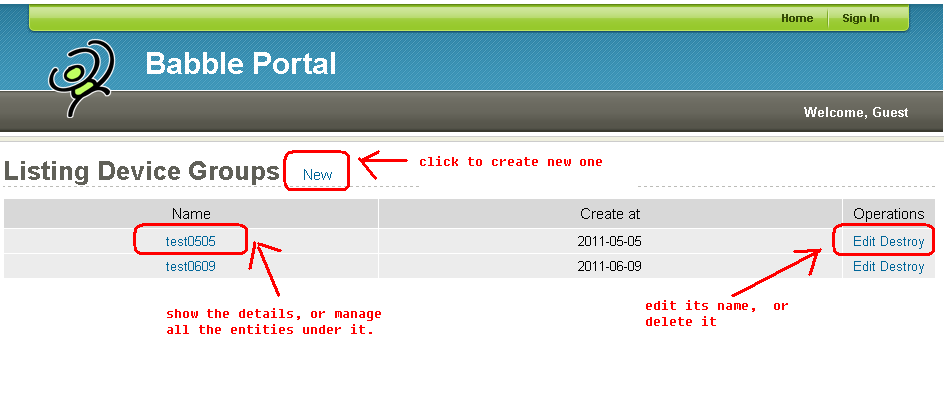 Home Sign In
Babble Portal
Welcome, Guest
Listing Device Groups New
click to create new one
Name Create at Operations
test0505 2011-05-05 Edit Destroy
test0609 2011-06-09 Edit Destroy
show the details, or manage
all the entities under it.
edit its name, or
delete it